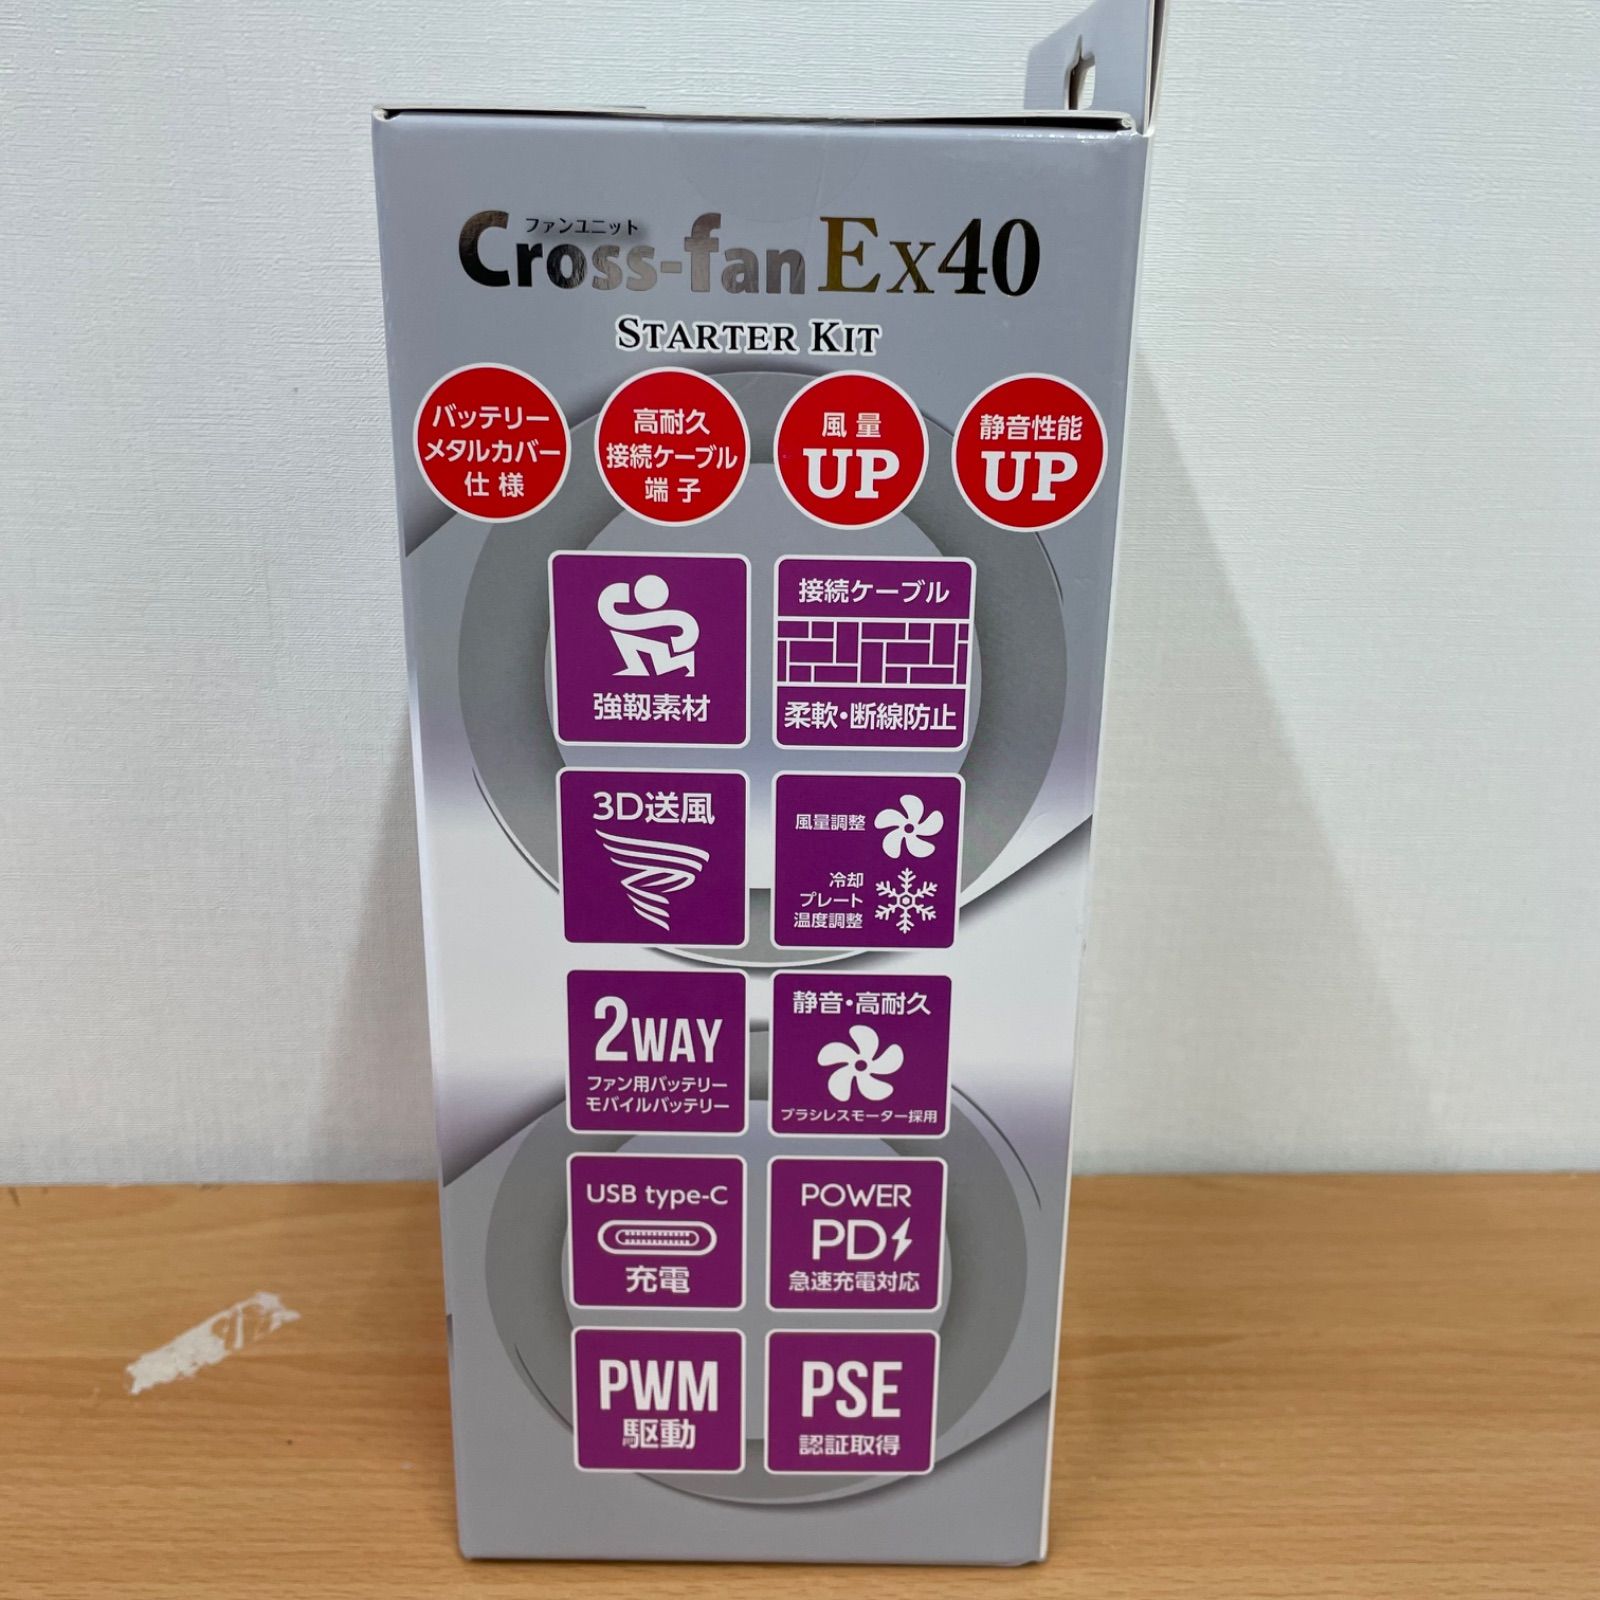 ファンユニット
Cross-fan Ex40
STARTER KIT
バッテリー
メタルカバー
仕様
高耐久
接続ケーブル
端子
風量
UP
静音性能
UP
強靱素材
接続ケーブル
柔軟・断線防止
3D送風
風量調整
冷却
プレート
温度調整
2WAY
ファン用バッテリー
モバイルバッテリー
静音・高耐久
ブラシレスモーター採用
USB type-C
充電
POWER
PD
急速充電対応
PWM
駆動
PSE
認証取得